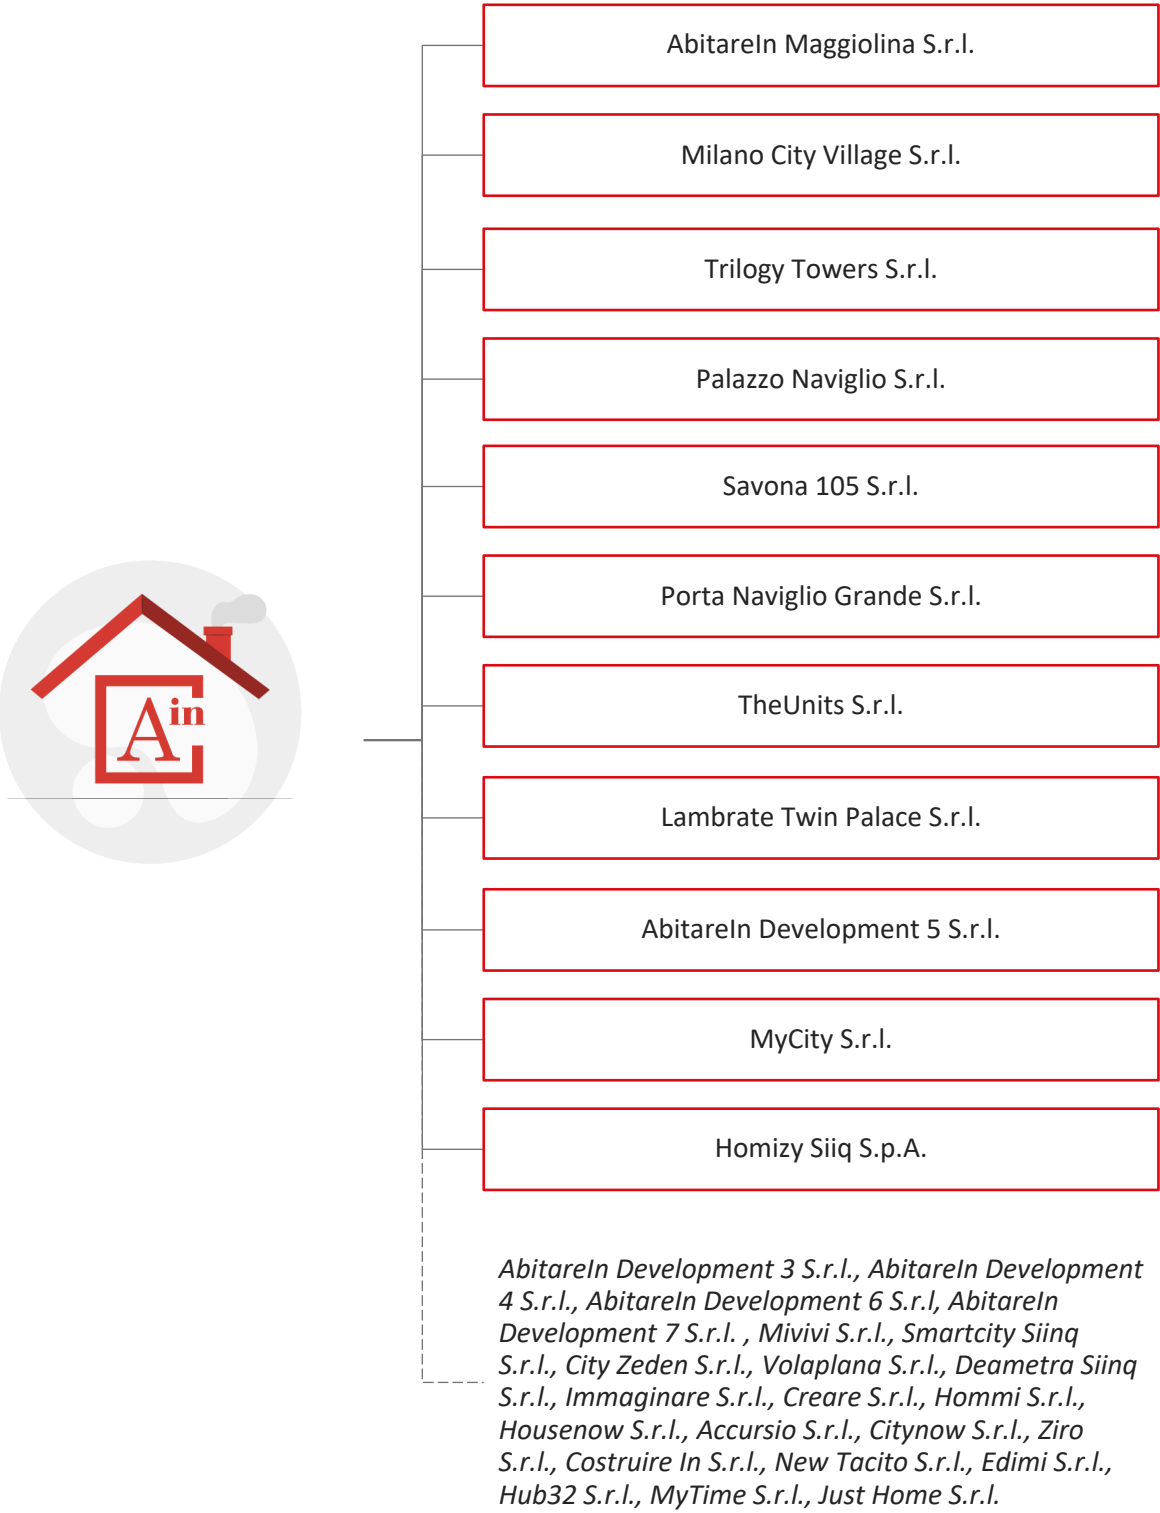 AbitareIn Maggiolina S.r.l.
Milano City Village S.r.l.
Trilogy Towers S.r.l.
Palazzo Naviglio S.r.l.
Savona 105 S.r.l.
Porta Naviglio Grande S.r.l.
A in
TheUnits S.r.l.
Lambrate Twin Palace S.r.l.
AbitareIn Development 5 S.r.l.
MyCity S.r.l.
Homizy Siiq S.p.A.
AbitareIn Development 3 S.r.l., AbitareIn Development
4 S.r.l., AbitareIn Development 6 S.r.l, AbitareIn
Development 7 S.r.l. , Mivivi S.r.l., Smartcity Siinq
S.r.l., City Zeden S.r.l., Volaplana S.r.l., Deametra Siinq
S.r.l., Immaginare S.r.l., Creare S.r.l., Hommi S.r.l.,
Housenow S.r.l., Accursio S.r.l., Citynow S.r.l., Ziro
S.r.l., Costruire In S.r.l., New Tacito S.r.l., Edimi S.r.l.,
Hub32 S.r.l., MyTime S.r.l., Just Home S.r.l.